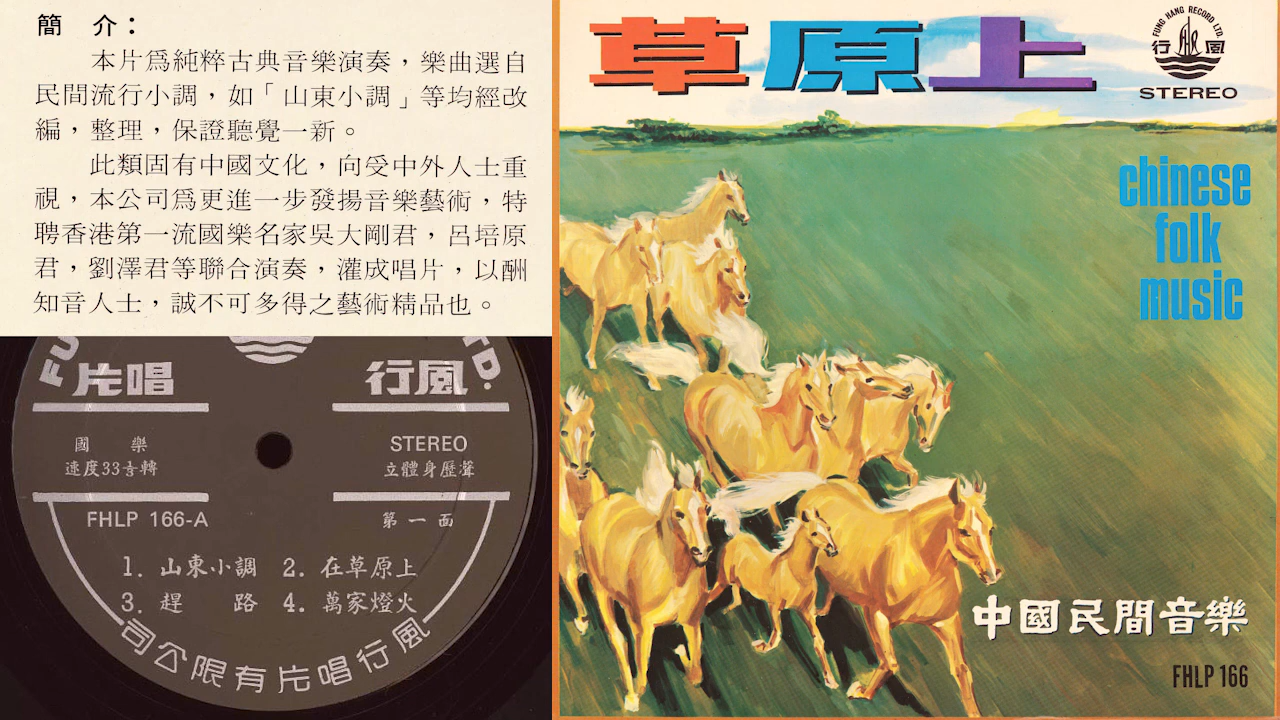 簡 介：
本片爲純粹古典音樂演奏，樂曲選自
民間流行小調，如「山東小調」等均經改
編，整理，保證聽覺一新。
此類固有中國文化，向受中外人士重
視，本公司爲更進一步發揚音樂藝術，特
聘香港第一流國樂名家吳大剛君，呂培原
君，劉澤君等聯合演奏，灌成唱片，以酬
知音人士，誠不可多得之藝術精品也。
片唱 行風
國 樂
速度33吉轉
STEREO
立體身歷聲
FHLP 166-A
第一面
1. 山東小調 2. 在草原上
3. 趕 路 4. 萬家燈火
司公限有片唱行風
草原上
FUNG HANG RECORD LTD.
行風
STEREO
chinese
folk
music
中國民間音樂
FHLP 166